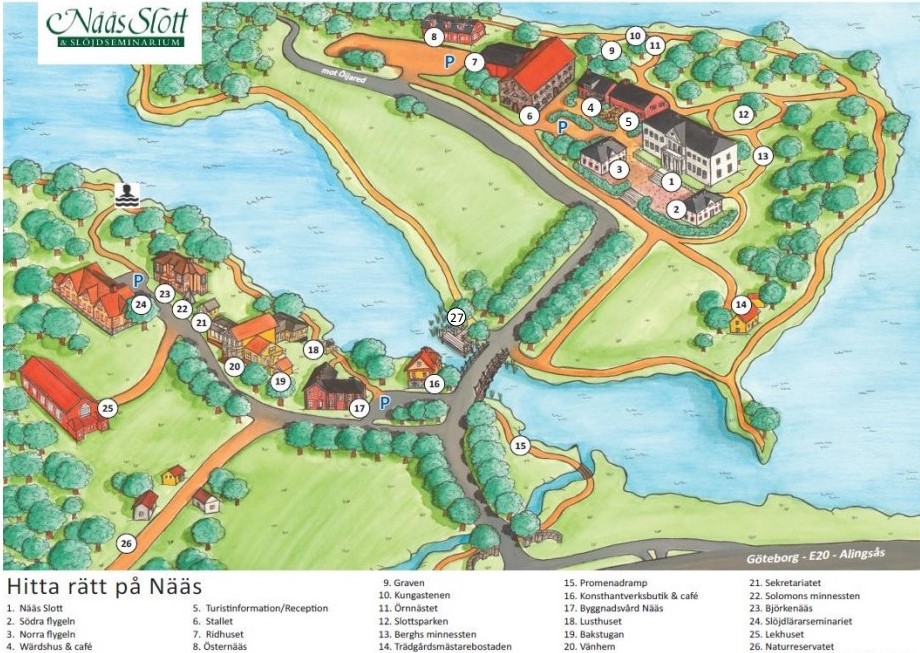 Nääs Slott
& SLÖJDSEMINARIUM
mot Öijared
P
P
P
P
1
2
3
4
5
6
7
8
9
10
11
12
13
14
15
16
17
18
19
20
21
22
23
24
25
26
27
Göteborg - E20 - Alingsås
Hitta rätt på Nääs
1. Nääs Slott
2. Södra flygeln
3. Norra flygeln
4. Wärdshus & café
5. Turistinformation/Reception
6. Stallet
7. Ridhuset
8. Östernääs
9. Graven
10. Kungastenen
11. Örnnästet
12. Slottsparken
13. Berghs minnessten
14. Trädgårdsmästarebostaden
15. Promenadramp
16. Konsthantverksbutik & café
17. Byggnadsvård Nääs
18. Lusthuset
19. Bakstugan
20. Vänhem
21. Sekretariatet
22. Solomons minnessten
23. Björkenääs
24. Slöjdlärarseminariet
25. Lekhuset
26. Naturreservatet